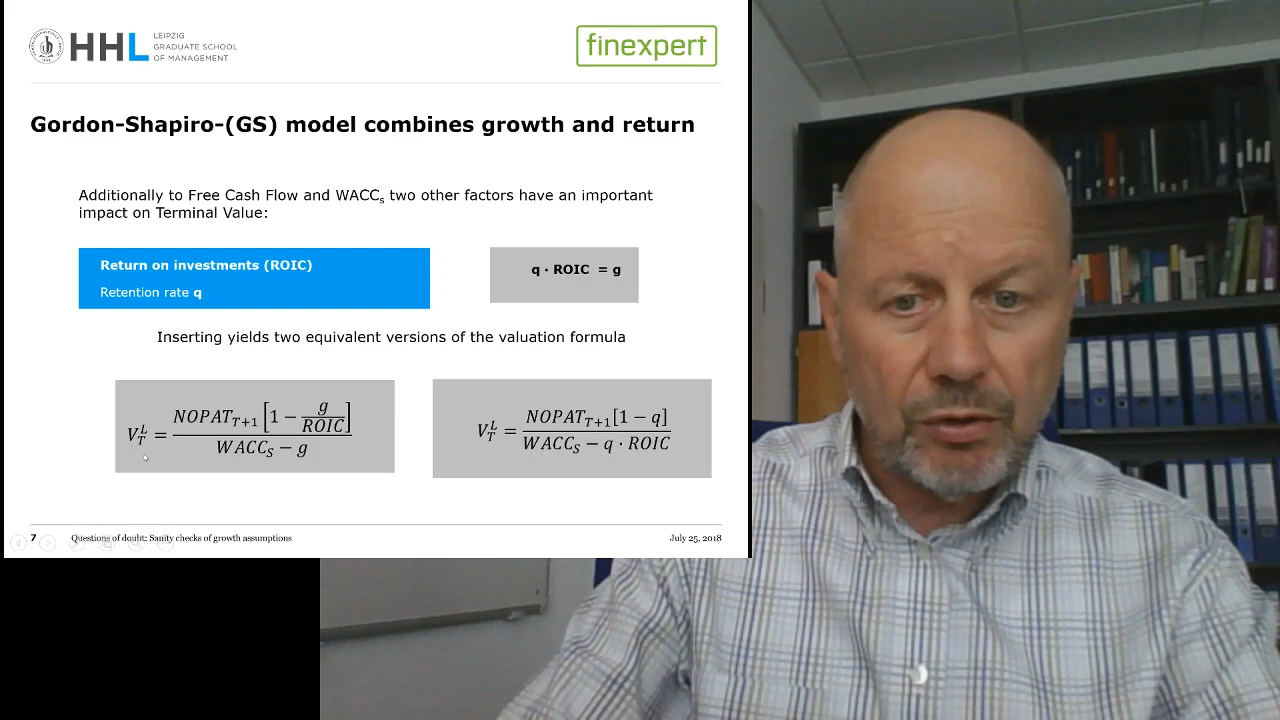 HHL
LEIPZIG
GRADUATE SCHOOL
OF MANAGEMENT
finexpert
Gordon-Shapiro-(GS) model combines growth and return
Additionally to Free Cash Flow and WACCs two other factors have an important
impact on Terminal Value:
Return on investments (ROIC)
Retention rate q
q · ROIC = g
Inserting yields two equivalent versions of the valuation formula
V_T^L = NOPAT_{T+1} [1 − g/ROIC] / (WACC_S − g)
V_T^L = NOPAT_{T+1}[1 − q] / (WACC_S − q · ROIC)
7 Questions of doubt: Sanity checks of growth assumptions July 25, 2018